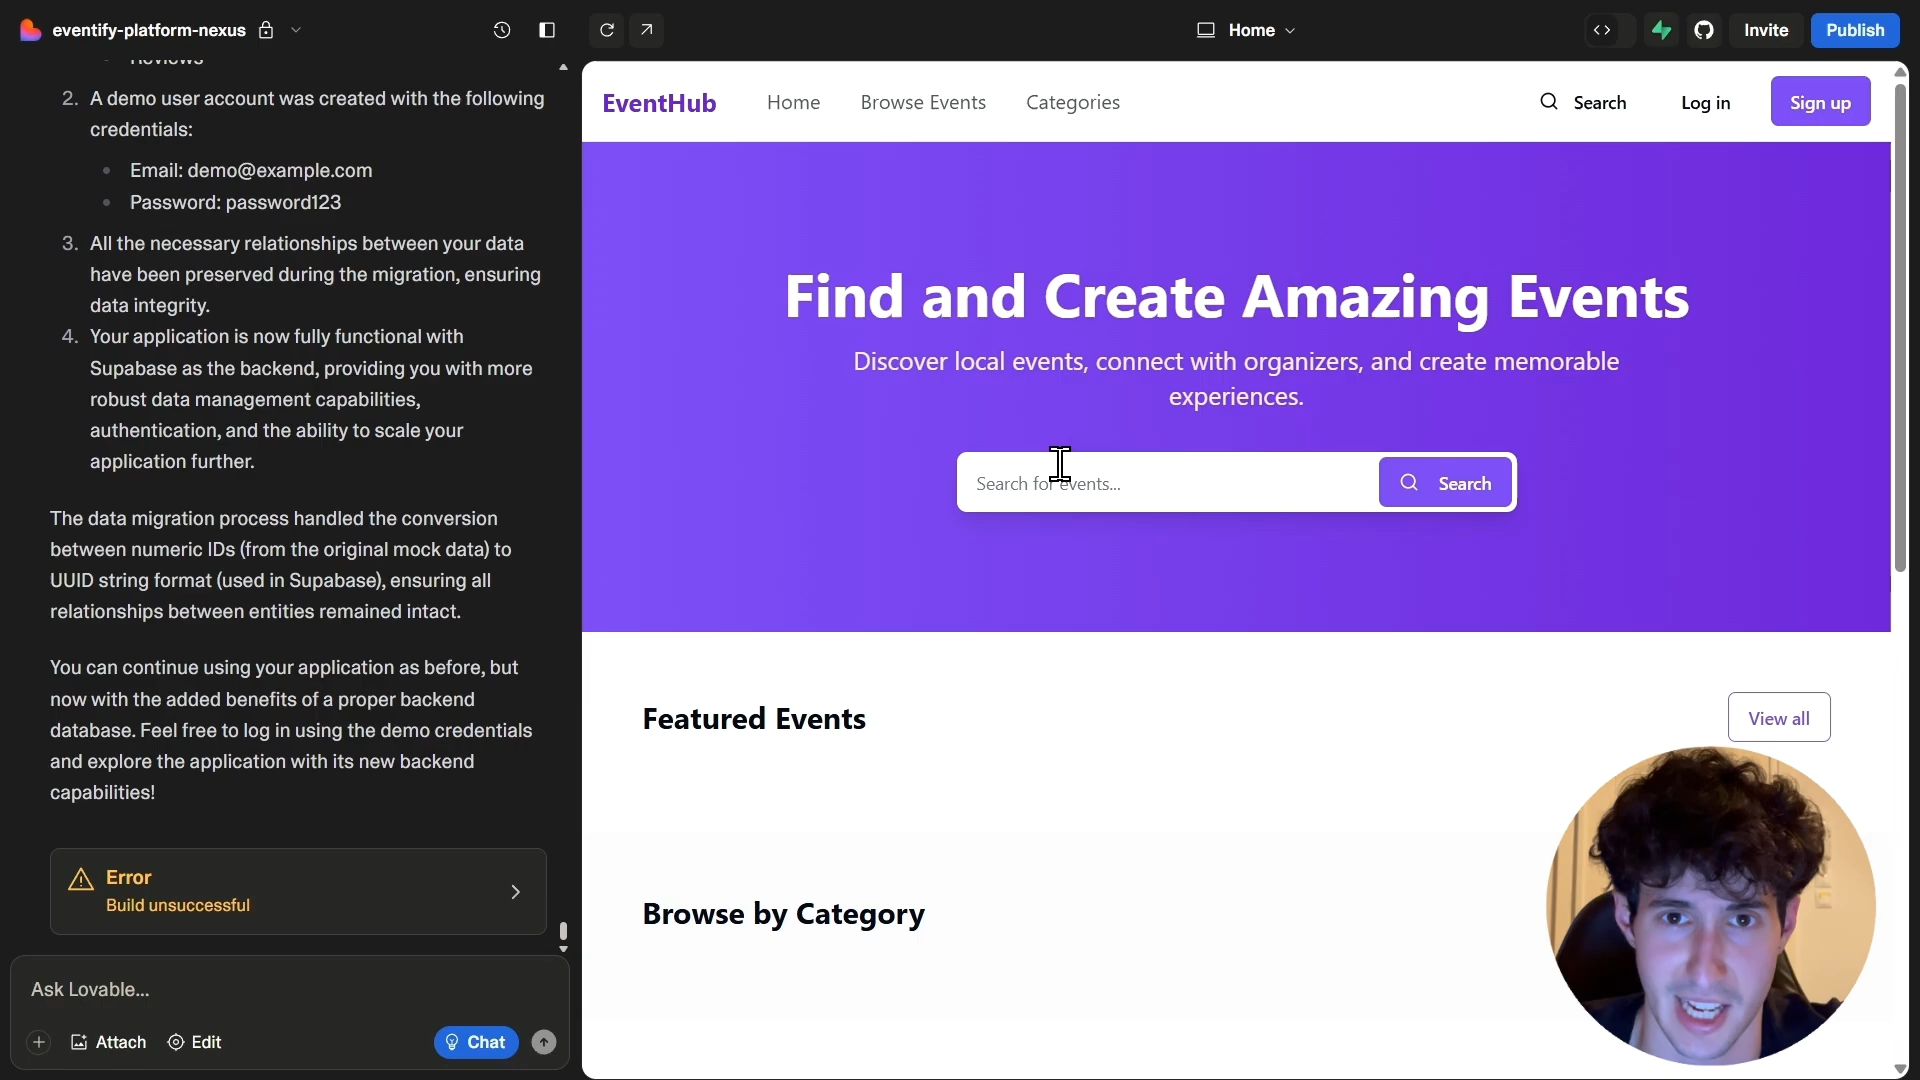 eventify-platform-nexus
Home
Invite
Publish
Reviews
2. A demo user account was created with the following
credentials:
Email: demo@example.com
Password: password123
3. All the necessary relationships between your data
have been preserved during the migration, ensuring
data integrity.
4. Your application is now fully functional with
Supabase as the backend, providing you with more
robust data management capabilities,
authentication, and the ability to scale your
application further.
The data migration process handled the conversion
between numeric IDs (from the original mock data) to
UUID string format (used in Supabase), ensuring all
relationships between entities remained intact.
You can continue using your application as before, but
now with the added benefits of a proper backend
database. Feel free to log in using the demo credentials
and explore the application with its new backend
capabilities!
Error
Build unsuccessful
Ask Lovable...
Attach
Edit
Chat
EventHub
Home
Browse Events
Categories
Search
Log in
Sign up
Find and Create Amazing Events
Discover local events, connect with organizers, and create memorable
experiences.
Search for events...
Search
Featured Events
View all
Browse by Category